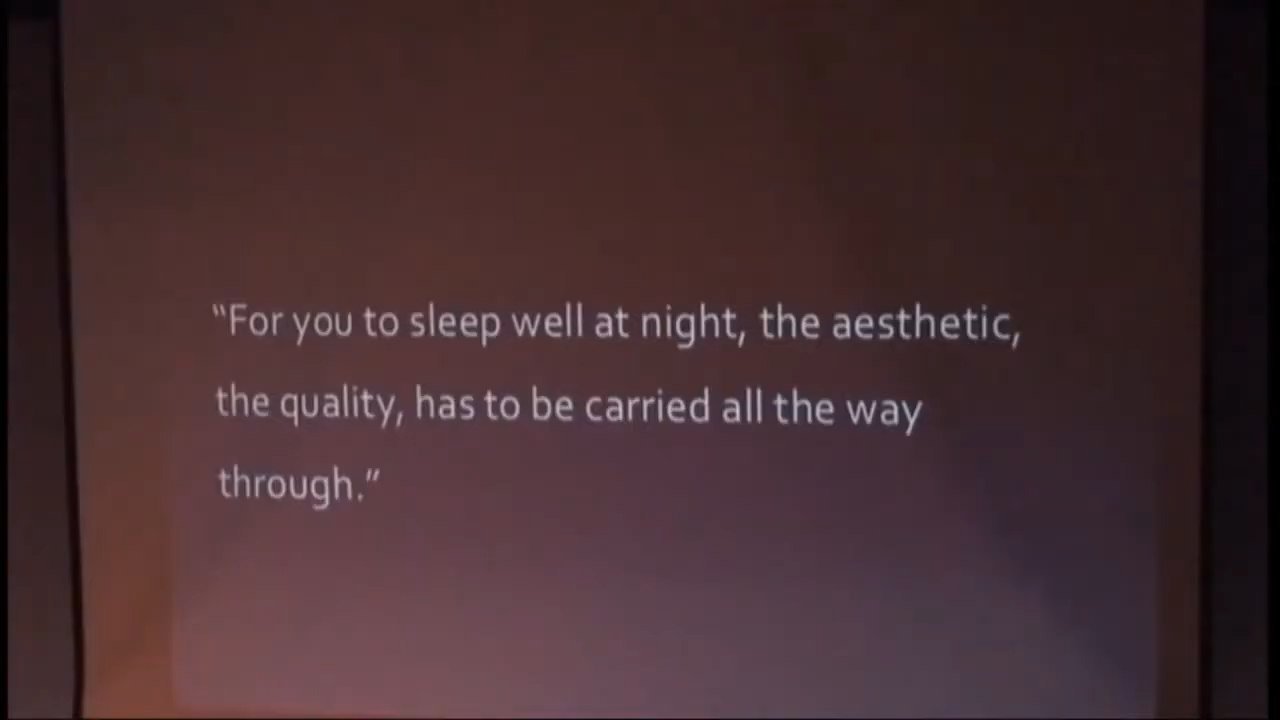 “For you to sleep well at night, the aesthetic,
the quality, has to be carried all the way
through.”